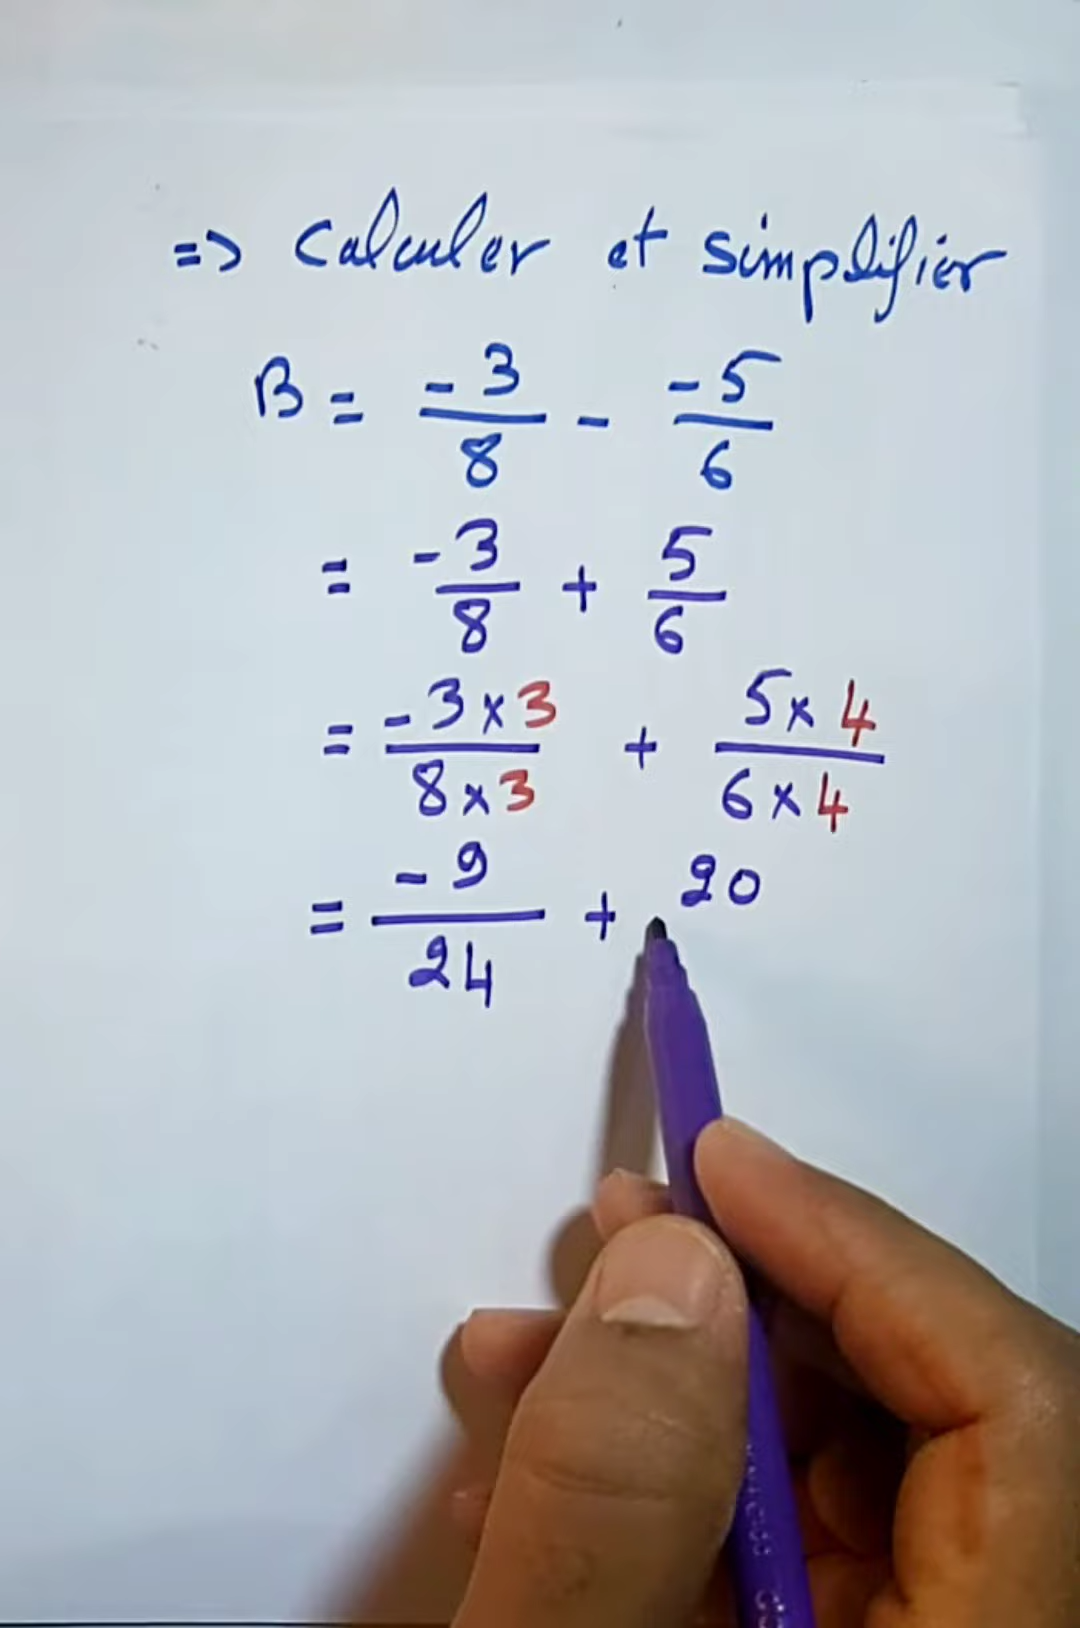 => Calculer et simplifier
B = -3/8 - -5/6
= -3/8 + 5/6
= -3×3/8×3 + 5×4/6×4
= -9/24 + 20